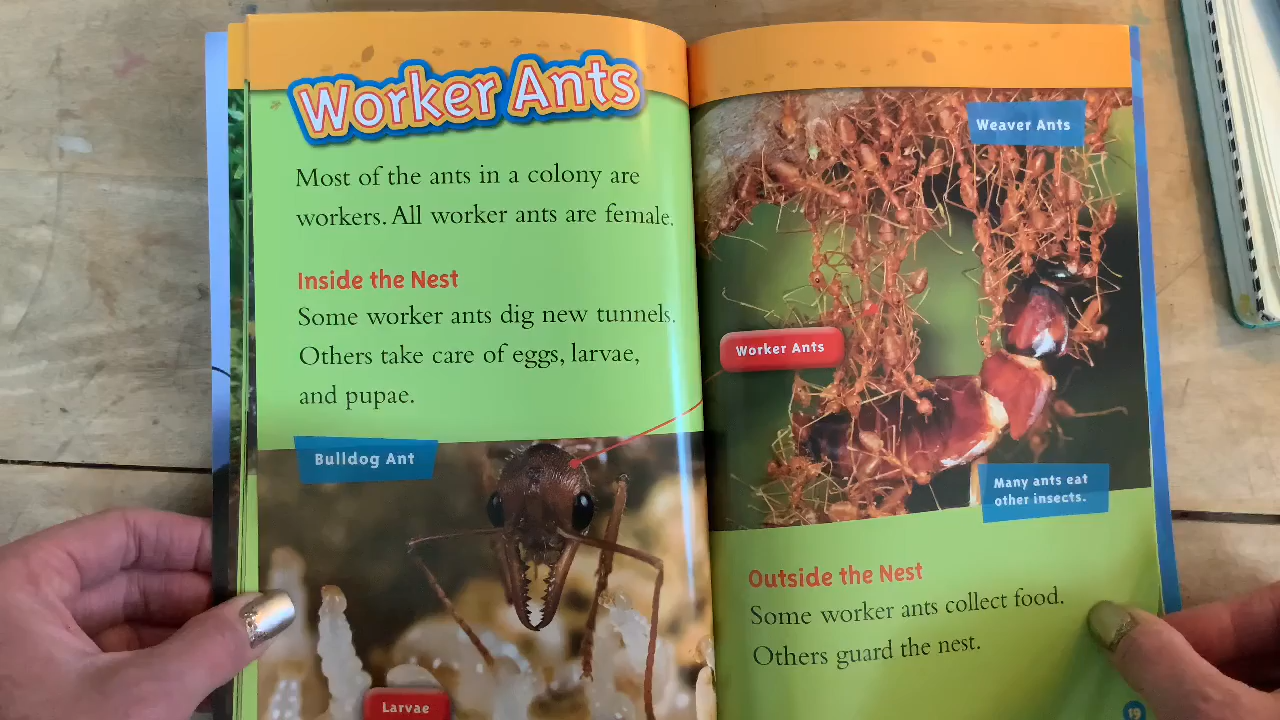 Worker Ants
Most of the ants in a colony are
workers. All worker ants are female.
Inside the Nest
Some worker ants dig new tunnels.
Others take care of eggs, larvae,
and pupae.
Bulldog Ant
Larvae
Weaver Ants
Worker Ants
Many ants eat
other insects.
Outside the Nest
Some worker ants collect food.
Others guard the nest.
19